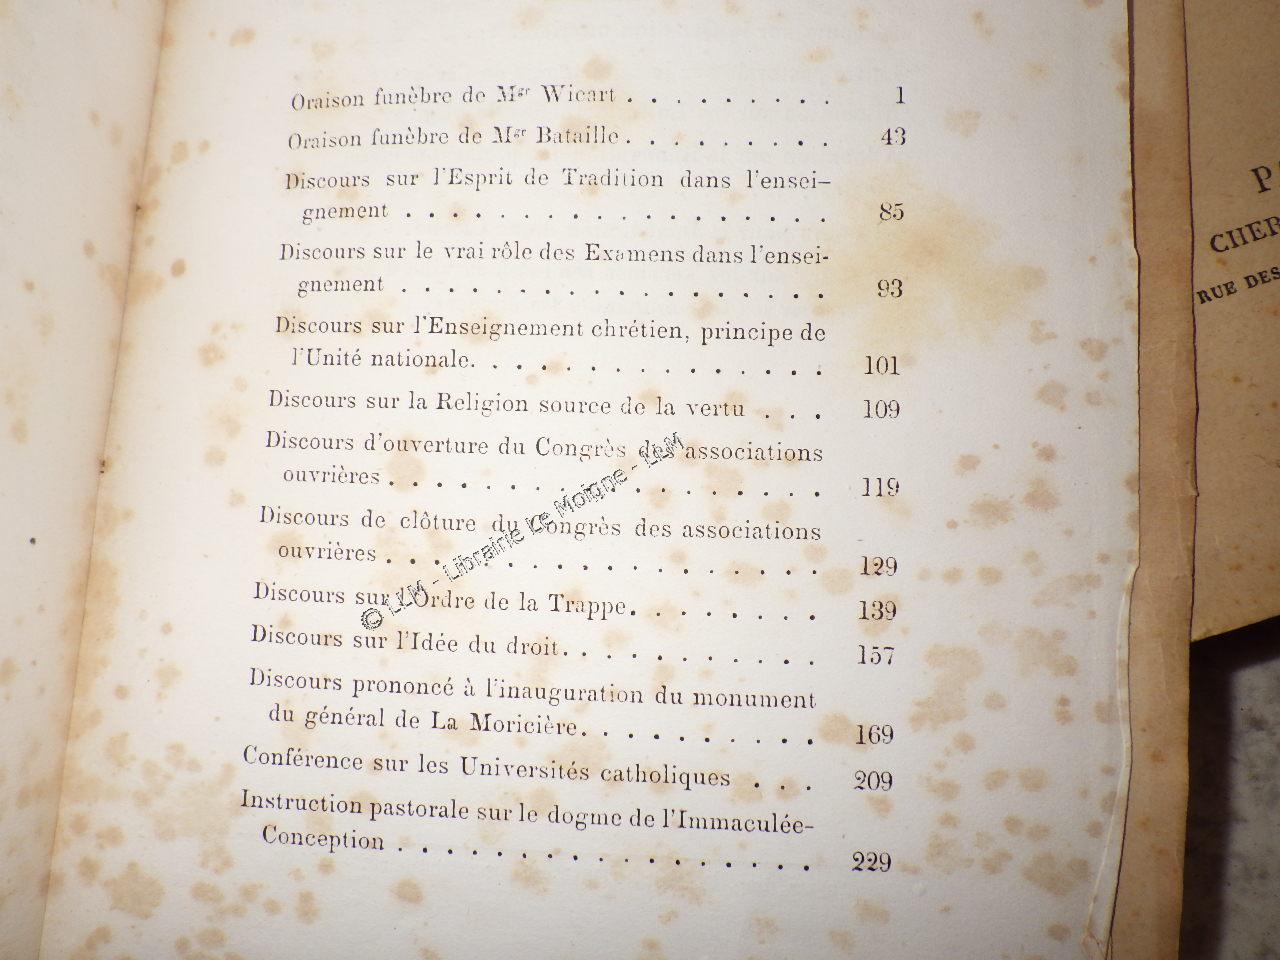 Oraison funèbre de Mgr Wicart . . . . . . . . . 1
Oraison funèbre de Mgr Bataille . . . . . . . . . 43
Discours sur l'Esprit de Tradition dans l'ensei-
gnement . . . . . . . . . . . . . . . . . . 85
Discours sur le vrai rôle des Examens dans l'ensei-
gnement . . . . . . . . . . . . . . . . . . 93
Discours sur l'Enseignement chrétien, principe de
l'Unité nationale. . . . . . . . . . . . . . . 101
Discours sur la Religion source de la vertu . . . 109
Discours d'ouverture du Congrès des associations
ouvrières . . . . . . . . . . . . . . . . . . 119
Discours de clôture du Congrès des associations
ouvrières . . . . . . . . . . . . . . . . . . 129
Discours sur l'Ordre de la Trappe. . . . . . . . 139
Discours sur l'Idée du droit. . . . . . . . . . . 157
Discours prononcé à l'inauguration du monument
du général de La Moricière. . . . . . . . . . 169
Conférence sur les Universités catholiques . . . 209
Instruction pastorale sur le dogme de l'Immaculée-
Conception . . . . . . . . . . . . . . . . . . 229
© LLM - Librairie Le Moigne - LLM
RUE DES